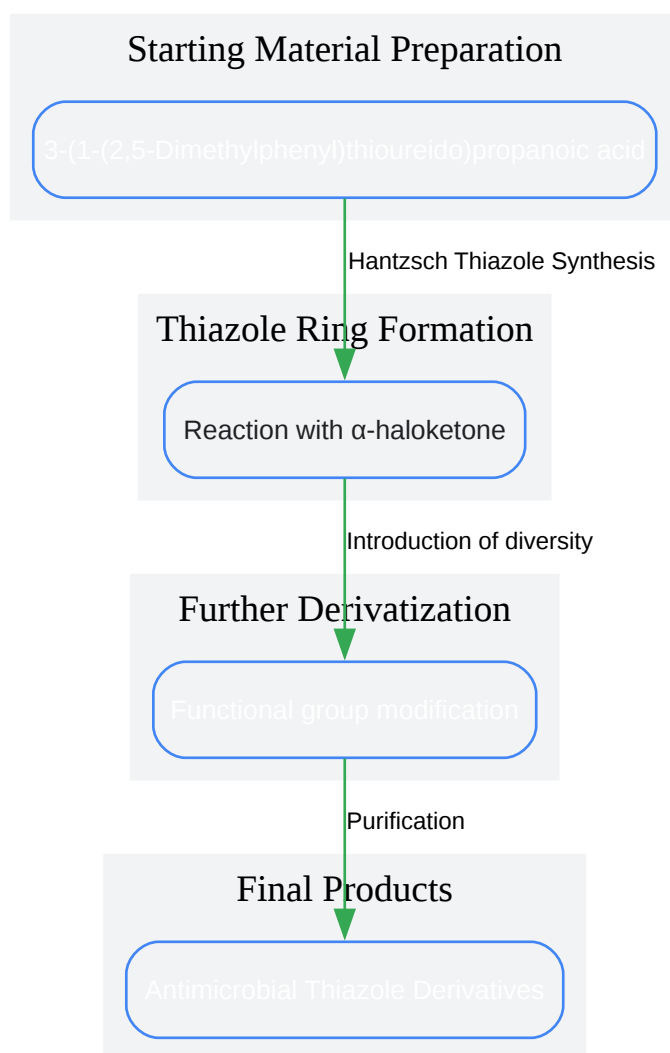 Starting Material Preparation
3-(1-(2,5-Dimethylphenyl)thioureido)propanoic acid
Hantzsch Thiazole Synthesis
Thiazole Ring Formation
Reaction with α-haloketone
Introduction of diversity
Further Derivatization
Functional group modification
Purification
Final Products
Antimicrobial Thiazole Derivatives